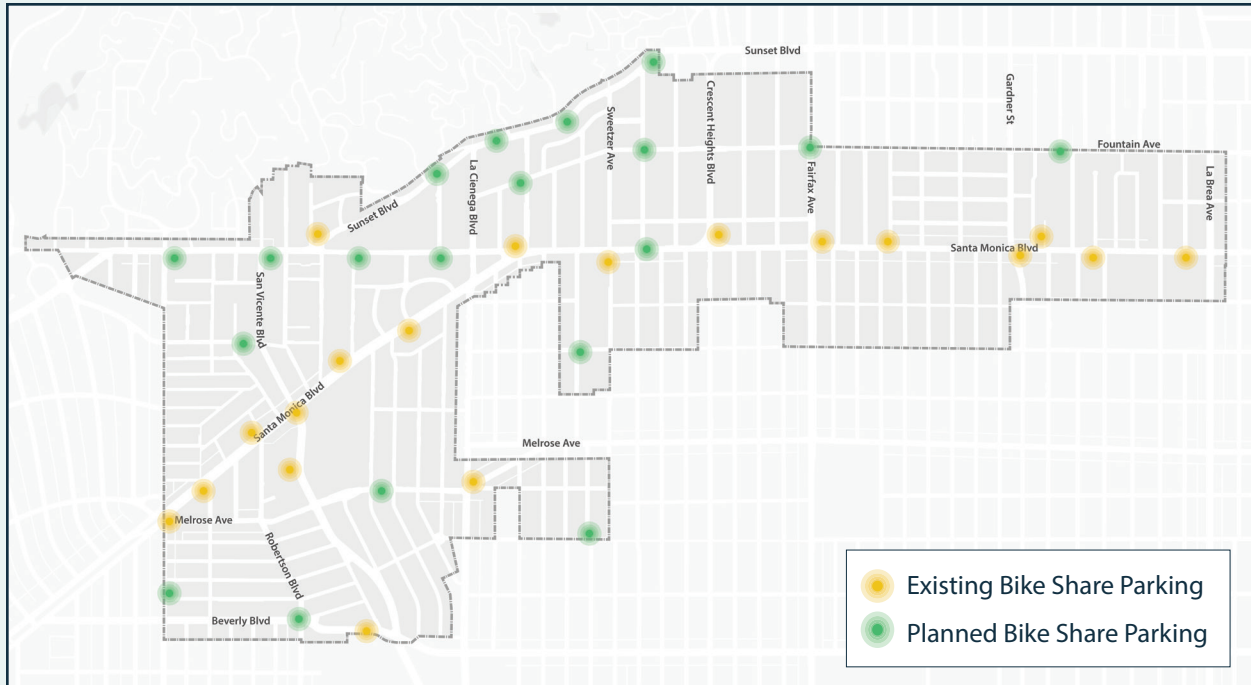 Sunset Blvd
Gardner St
Crescent Heights Blvd
Sweetzer Ave
Fountain Ave
La Cienega Blvd
Fairfax Ave
La Brea Ave
Sunset Blvd
Santa Monica Blvd
San Vicente Blvd
Santa Monica Blvd
Melrose Ave
Melrose Ave
Robertson Blvd
Beverly Blvd
Existing Bike Share Parking
Planned Bike Share Parking